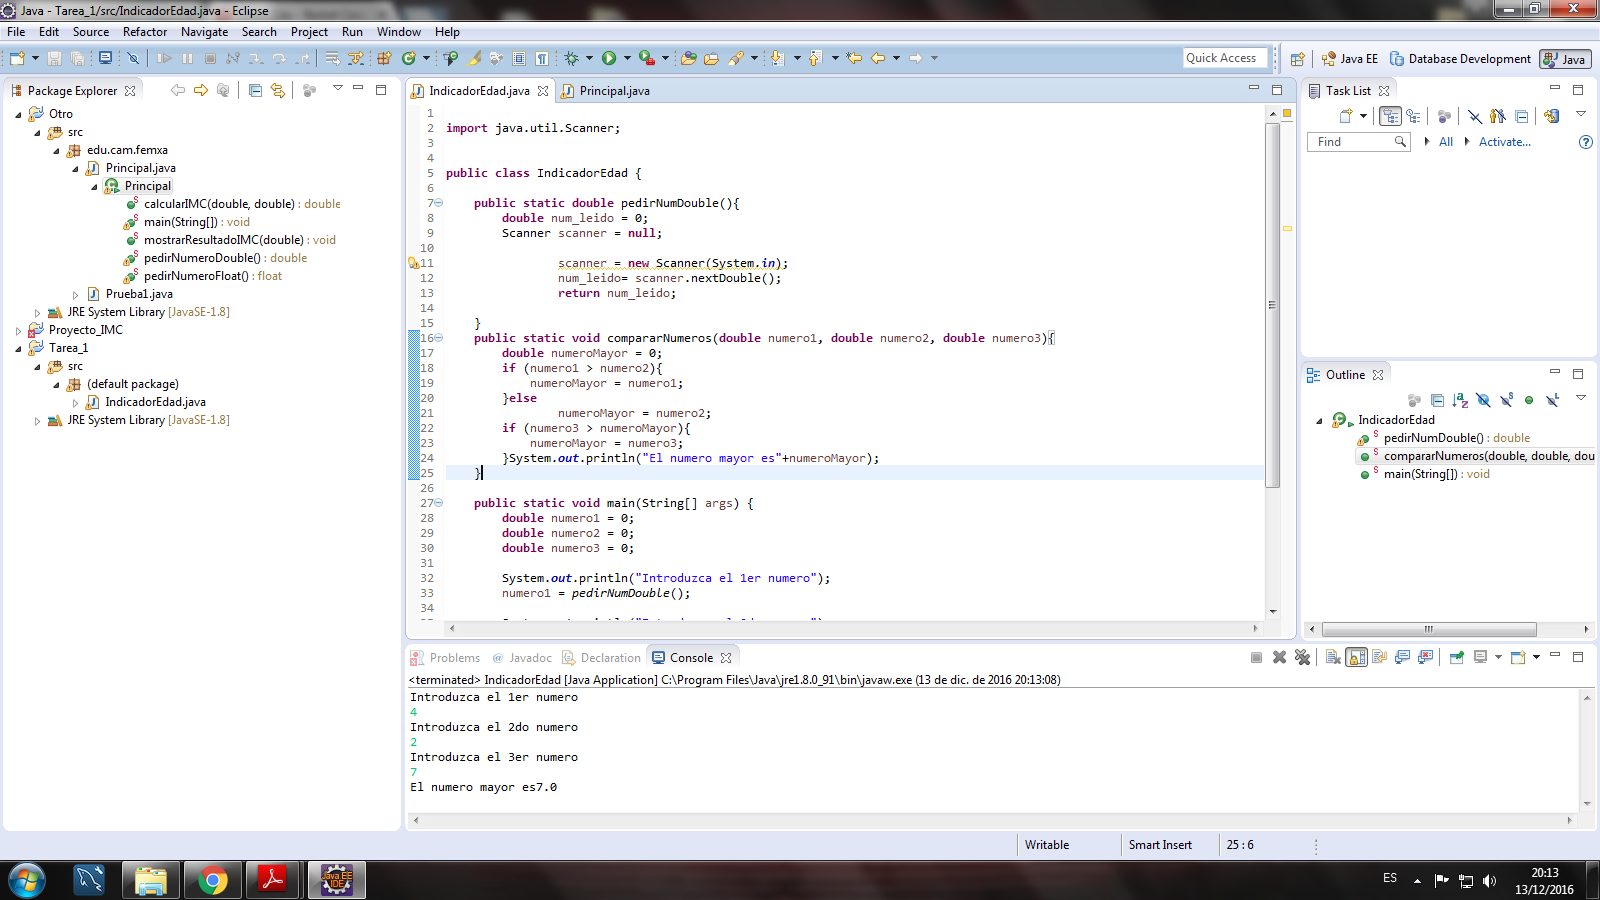 Java - Tarea_1/src/IndicadorEdad.java - Eclipse
File Edit Source Refactor Navigate Search Project Run Window Help
Quick Access
Java EE
Database Development
Java
Package Explorer
Otro
src
edu.cam.femxa
Principal.java
Principal
calcularIMC(double, double) : double
main(String[]) : void
mostrarResultadoIMC(double) : void
pedirNumeroDouble() : double
pedirNumeroFloat() : float
Prueba1.java
JRE System Library [JavaSE-1.8]
Proyecto_IMC
Tarea_1
src
(default package)
IndicadorEdad.java
JRE System Library [JavaSE-1.8]
IndicadorEdad.java
Principal.java
1
2 import java.util.Scanner;
3
4
5 public class IndicadorEdad {
6
7 public static double pedirNumDouble(){
8 double num_leido = 0;
9 Scanner scanner = null;
10
11 scanner = new Scanner(System.in);
12 num_leido= scanner.nextDouble();
13 return num_leido;
14
15 }
16 public static void compararNumeros(double numero1, double numero2, double numero3){
17 double numeroMayor = 0;
18 if (numero1 > numero2){
19 numeroMayor = numero1;
20 }else
21 numeroMayor = numero2;
22 if (numero3 > numeroMayor){
23 numeroMayor = numero3;
24 }System.out.println("El numero mayor es"+numeroMayor);
25 }
26
27 public static void main(String[] args) {
28 double numero1 = 0;
29 double numero2 = 0;
30 double numero3 = 0;
31
32 System.out.println("Introduzca el 1er numero");
33 numero1 = pedirNumDouble();
34
Task List
Find
All
Activate...
Outline
IndicadorEdad
pedirNumDouble() : double
compararNumeros(double, double, dou
main(String[]) : void
Problems
@ Javadoc
Declaration
Console
<terminated> IndicadorEdad [Java Application] C:\Program Files\Java\jre1.8.0_91\bin\javaw.exe (13 de dic. de 2016 20:13:08)
Introduzca el 1er numero
4
Introduzca el 2do numero
2
Introduzca el 3er numero
7
El numero mayor es7.0
Writable
Smart Insert
25 : 6
Java EE
IDE
ES
20:13
13/12/2016